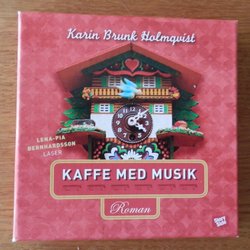 Karin Brunk Holmqvist
LENA-PIA
BERNHARDSSON
LÄSER
KAFFE MED MUSIK
Roman